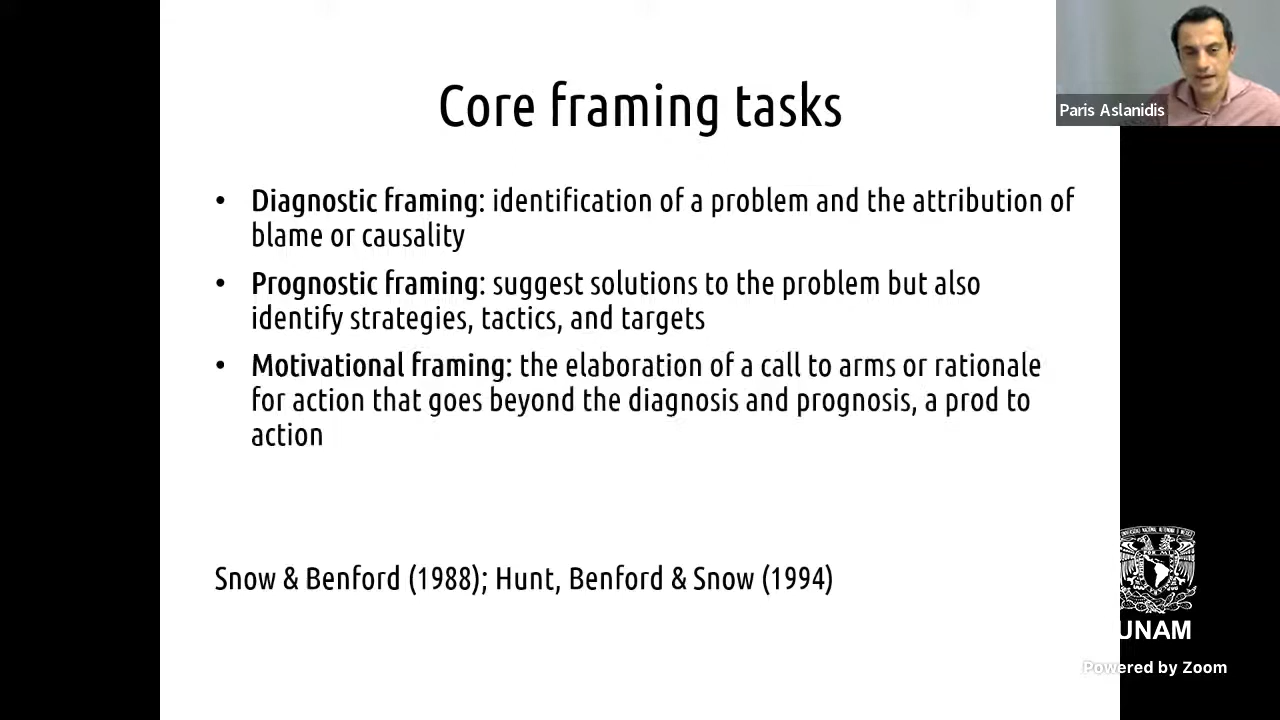 Core framing tasks
Paris Aslanidis
• Diagnostic framing: identification of a problem and the attribution of
blame or causality
• Prognostic framing: suggest solutions to the problem but also
identify strategies, tactics, and targets
• Motivational framing: the elaboration of a call to arms or rationale
for action that goes beyond the diagnosis and prognosis, a prod to
action
Snow & Benford (1988); Hunt, Benford & Snow (1994)
UNAM
Powered by Zoom